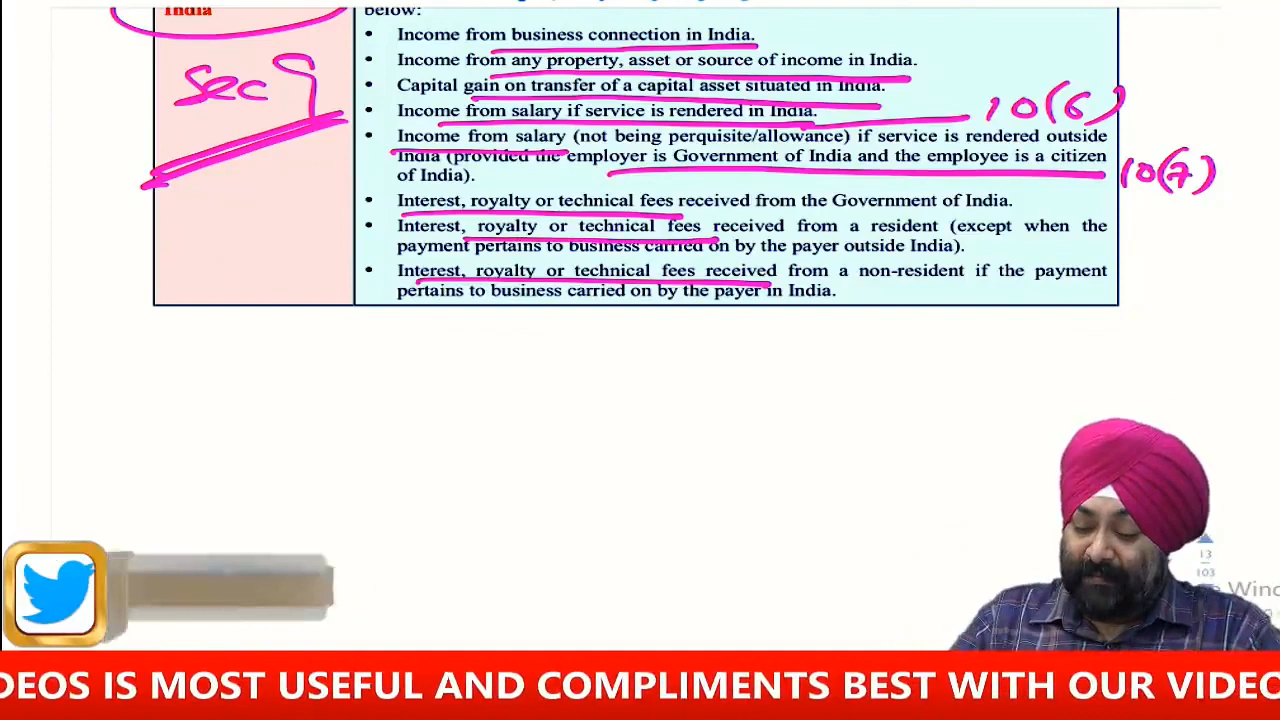 India
below:
• Income from business connection in India.
• Income from any property, asset or source of income in India.
• Capital gain on transfer of a capital asset situated in India.
• Income from salary if service is rendered in India.
10(6)
• Income from salary (not being perquisite/allowance) if service is rendered outside
India (provided the employer is Government of India and the employee is a citizen
of India).
10(7)
• Interest, royalty or technical fees received from the Government of India.
• Interest, royalty or technical fees received from a resident (except when the
payment pertains to business carried on by the payer outside India).
• Interest, royalty or technical fees received from a non-resident if the payment
pertains to business carried on by the payer in India.
Sec 9
13
103
Wind
DEOS IS MOST USEFUL AND COMPLIMENTS BEST WITH OUR VIDEO